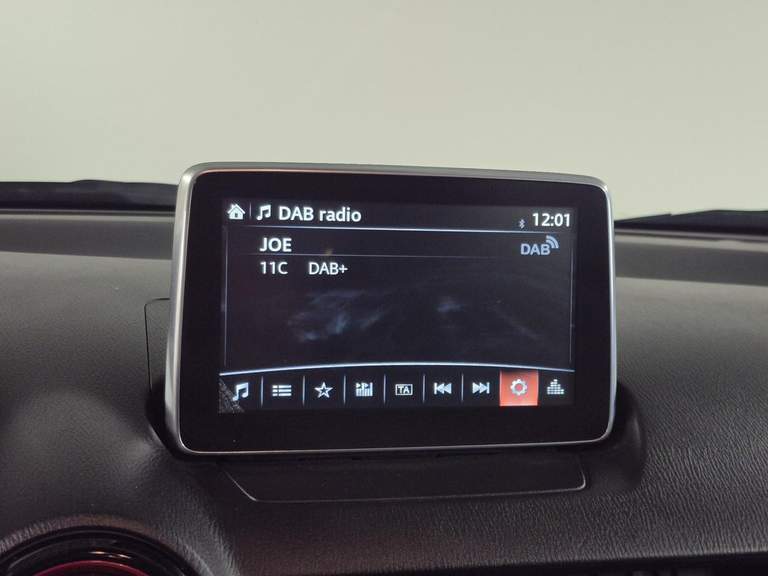 DAB radio 12:01
JOE DAB
11C DAB+
TA